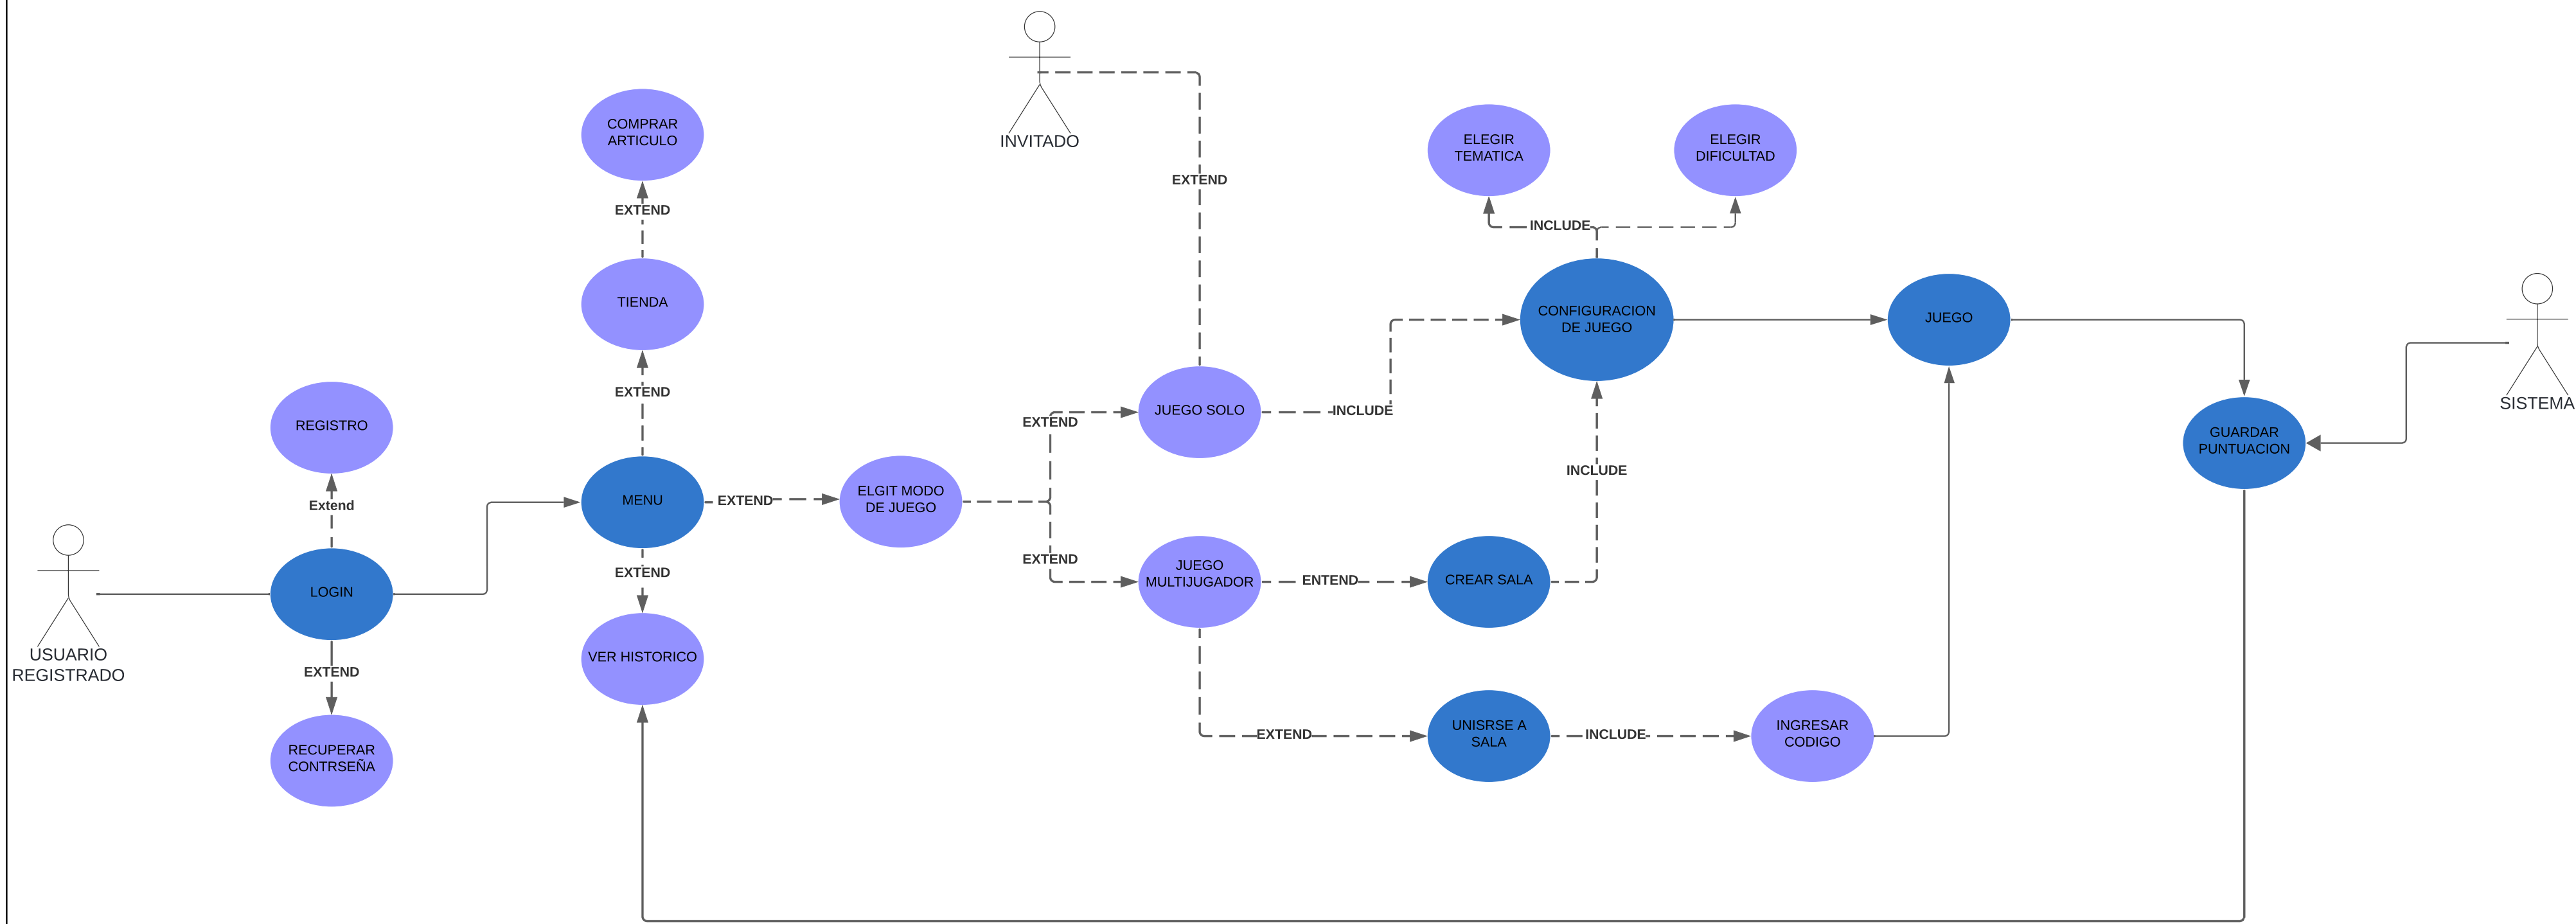 INVITADO
COMPRAR
ARTICULO
ELEGIR
TEMATICA
ELEGIR
DIFICULTAD
EXTEND
EXTEND
INCLUDE
TIENDA
CONFIGURACION
DE JUEGO
JUEGO
EXTEND
SISTEMA
REGISTRO
EXTEND
JUEGO SOLO
INCLUDE
GUARDAR
PUNTUACION
INCLUDE
Extend
MENU
EXTEND
ELGIT MODO
DE JUEGO
EXTEND
EXTEND
JUEGO
MULTIJUGADOR
ENTEND
CREAR SALA
LOGIN
USUARIO
REGISTRADO
EXTEND
VER HISTORICO
RECUPERAR
CONTRSEÑA
EXTEND
UNISRSE A
SALA
INCLUDE
INGRESAR
CODIGO